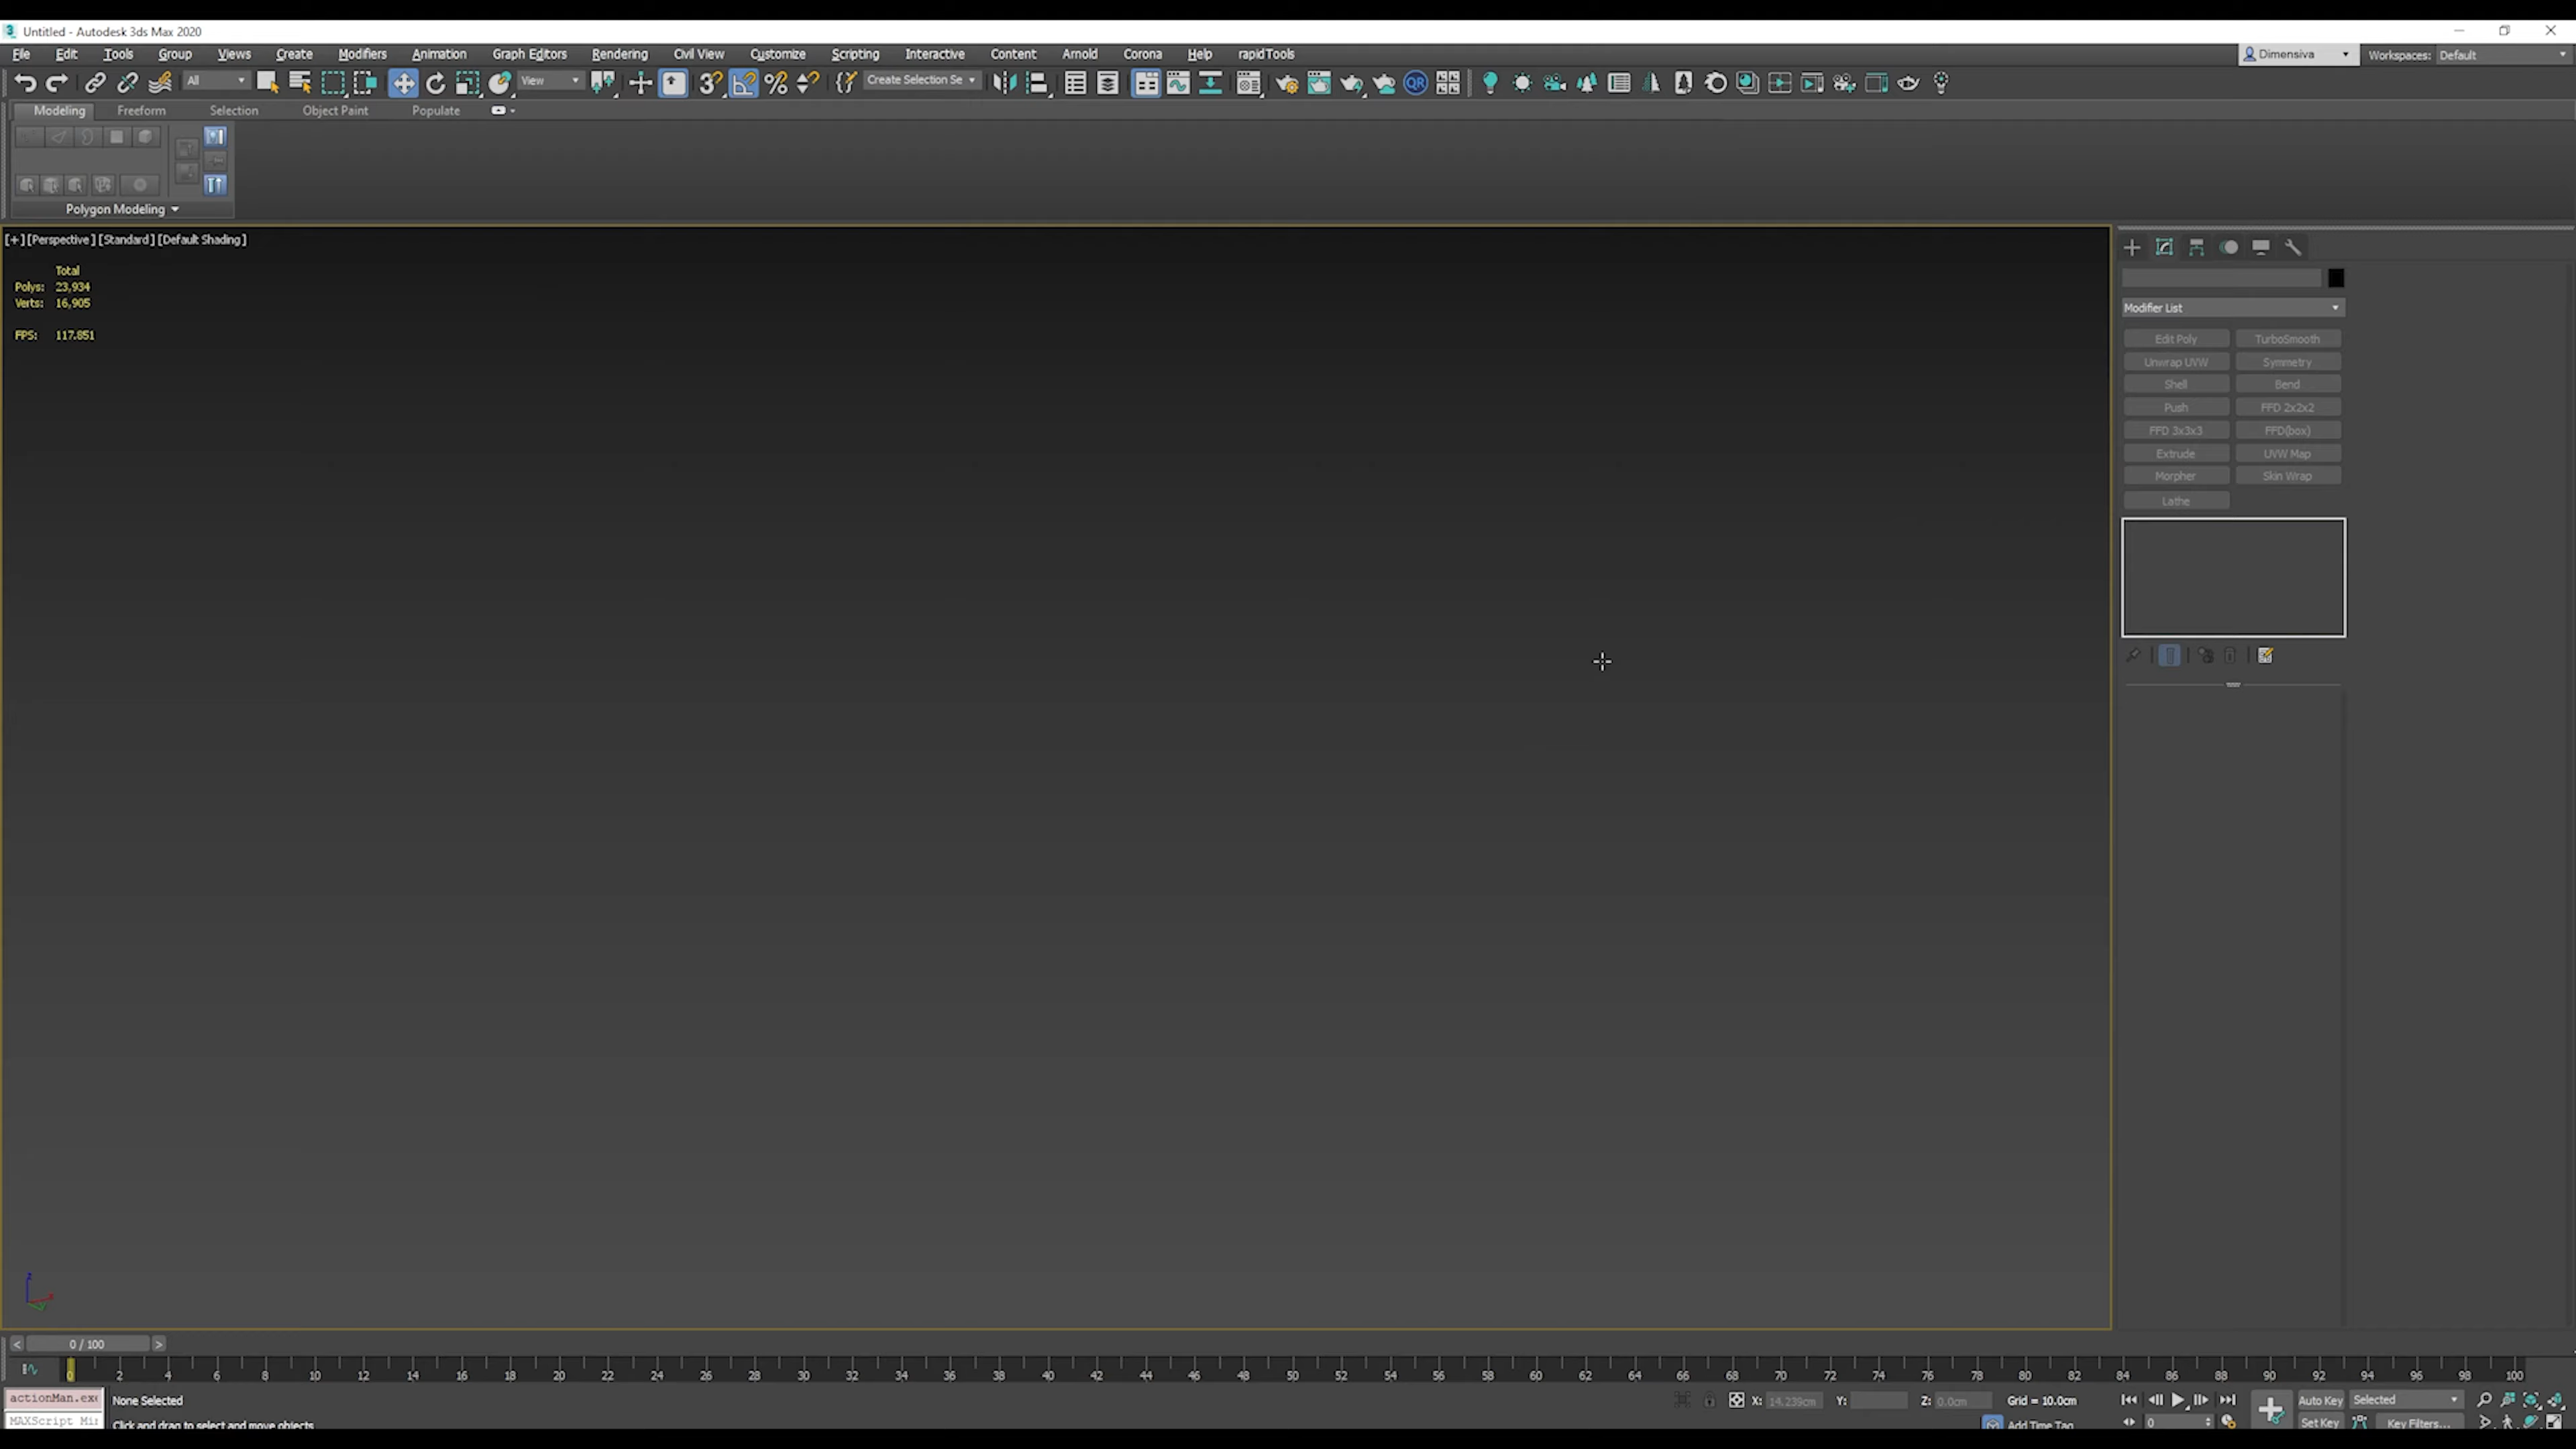 Untitled - Autodesk 3ds Max 2020
File Edit Tools Group Views Create Modifiers Animation Graph Editors Rendering Civil View Customize Scripting Interactive Content Arnold Corona Help rapidTools Dimensiva Workspaces: Default
All View Create Selection Se QR
Modeling Freeform Selection Object Paint Populate
Polygon Modeling
[+] [Perspective] [Standard] [Default Shading]
Total
Polys: 23,934
Verts: 16,905
FPS: 117.851
Modifier List
Edit Poly TurboSmooth
Unwrap UVW Symmetry
Shell Bend
Push FFD 2x2x2
FFD 3x3x3 FFD(box)
Extrude UVW Map
Morpher Skin Wrap
Lathe
< 0 / 100 >
0 2 4 6 8 10 12 14 16 18 20 22 24 26 28 30 32 34 36 38 40 42 44 46 48 50 52 54 56 58 60 62 64 66 68 70 72 74 76 78 80 82 84 86 88 90 92 94 96 98 100
actionMan.exe None Selected X: 14.239cm Y: Z: 0.0cm Grid = 10.0cm Auto Key Selected
MAXScript Mi Click and drag to select and move objects Add Time Tag 0 Set Key Key Filters...